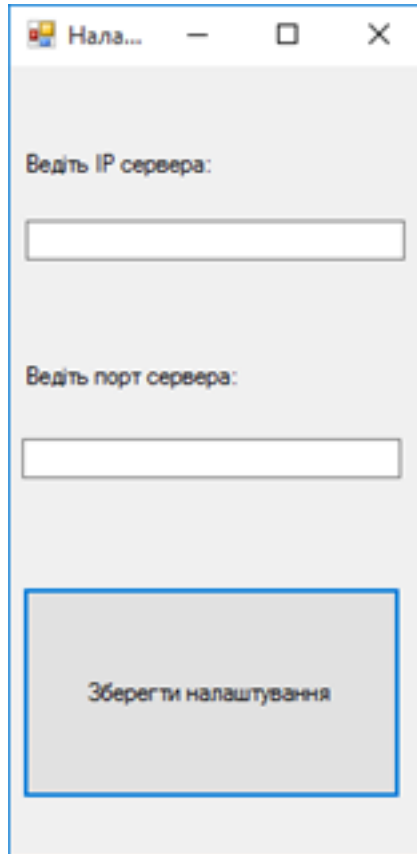 Нала...
Ведіть IP сервера:
Ведіть порт сервера:
Зберегти налаштування